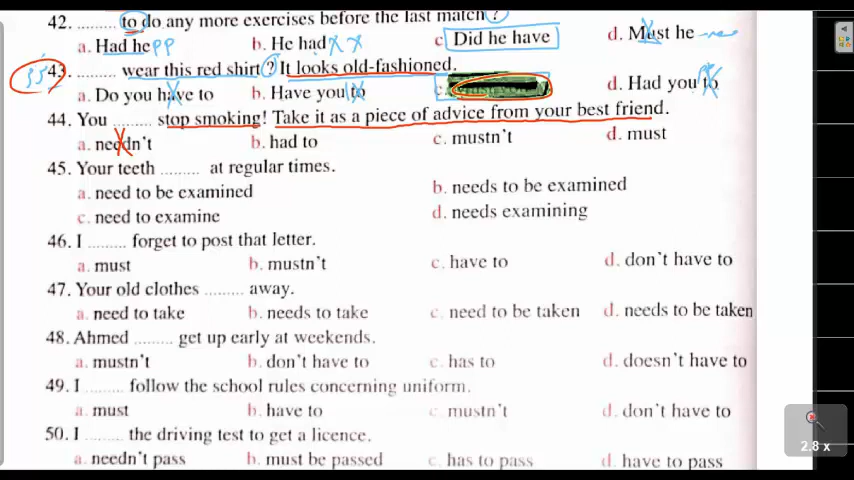 42. ......... to do any more exercises before the last match ?
a. Had he pp b. He had x x c Did he have d. Must he
43. ......... wear this red shirt ? It looks old-fashioned.
a. Do you have to b. Have you to c. d. Had you to
44. You ......... stop smoking! Take it as a piece of advice from your best friend.
a. needn't b. had to c. mustn't d. must
45. Your teeth ......... at regular times.
a. need to be examined b. needs to be examined
c. need to examine d. needs examining
46. I ......... forget to post that letter.
a. must b. mustn't c. have to d. don't have to
47. Your old clothes ......... away.
a. need to take b. needs to take c. need to be taken d. needs to be taken
48. Ahmed ......... get up early at weekends.
a. mustn't b. don't have to c. has to d. doesn't have to
49. I ......... follow the school rules concerning uniform.
a. must b. have to c. mustn't d. don't have to
50. I ......... the driving test to get a licence.
a. needn't pass b. must be passed c. has to pass d. have to pass
2.8 x